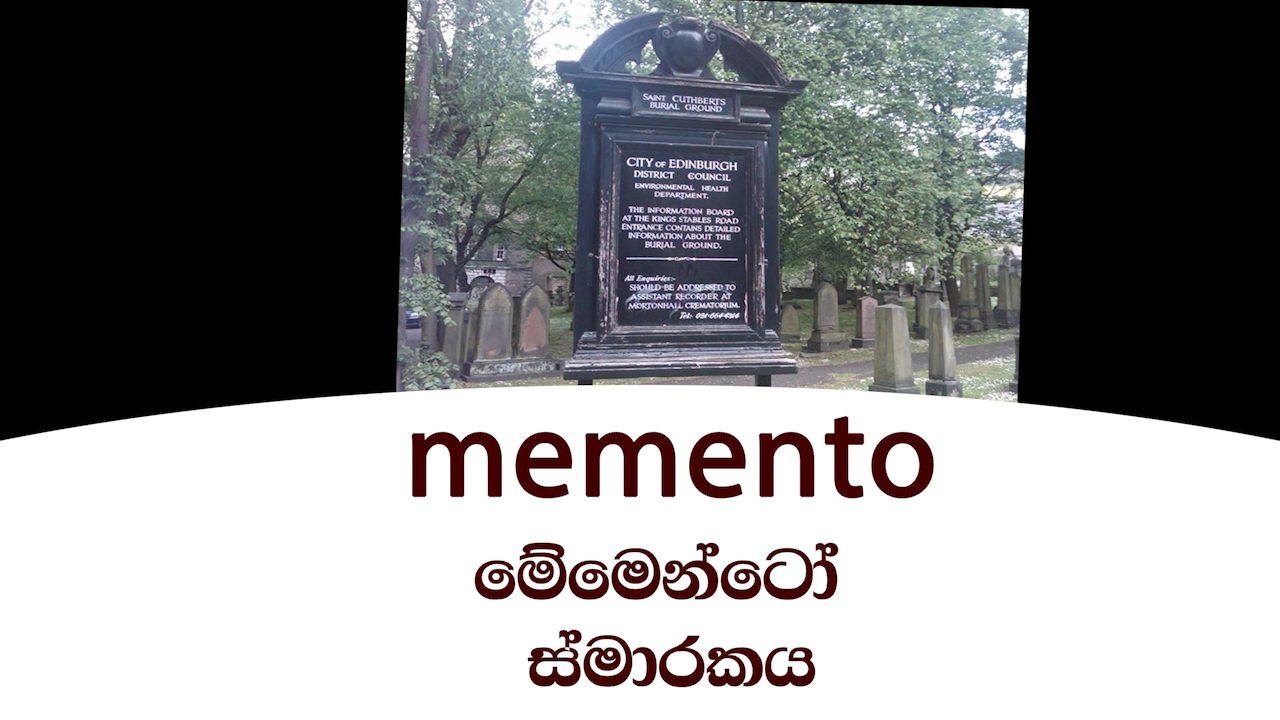 SAINT CUTHBERTS
BURIAL GROUND
CITY OF EDINBURGH
DISTRICT COUNCIL
ENVIRONMENTAL HEALTH
DEPARTMENT.
THE INFORMATION BOARD
AT THE KINGS STABLES ROAD
ENTRANCE CONTAINS DETAILED
INFORMATION ABOUT THE
BURIAL GROUND.
All Enquiries:-
SHOULD BE ADDRESSED TO
ASSISTANT RECORDER AT
MORTONHALL CREMATORIUM.
Tel:-
memento
මේමෙන්ටෝ
ස්මාරකය